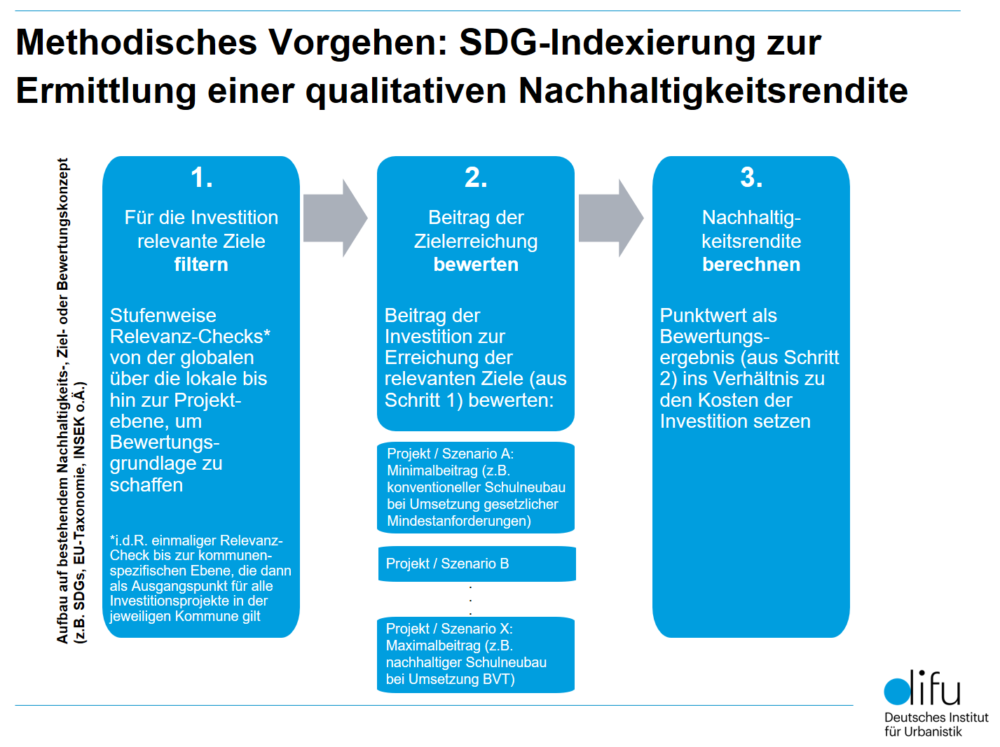 Methodisches Vorgehen: SDG-Indexierung zur
Ermittlung einer qualitativen Nachhaltigkeitsrendite
Aufbau auf bestehendem Nachhaltigkeits-, Ziel- oder Bewertungskonzept
(z.B. SDGs, EU-Taxonomie, INSEK o.Ä.)
1.
Für die Investition
relevante Ziele
filtern
Stufenweise
Relevanz-Checks*
von der globalen
über die lokale bis
hin zur Projekt-
ebene, um
Bewertungs-
grundlage zu
schaffen
*i.d.R. einmaliger Relevanz-
Check bis zur kommunen-
spezifischen Ebene, die dann
als Ausgangspunkt für alle
Investitionsprojekte in der
jeweiligen Kommune gilt
2.
Beitrag der
Zielerreichung
bewerten
Beitrag der
Investition zur
Erreichung der
relevanten Ziele (aus
Schritt 1) bewerten:
Projekt / Szenario A:
Minimalbeitrag (z.B.
konventioneller Schulneubau
bei Umsetzung gesetzlicher
Mindestanforderungen)
Projekt / Szenario B
.
.
.
Projekt / Szenario X:
Maximalbeitrag (z.B.
nachhaltiger Schulneubau
bei Umsetzung BVT)
3.
Nachhaltig-
keitsrendite
berechnen
Punktwert als
Bewertungs-
ergebnis (aus Schritt
2) ins Verhältnis zu
den Kosten der
Investition setzen
difu
Deutsches Institut
für Urbanistik